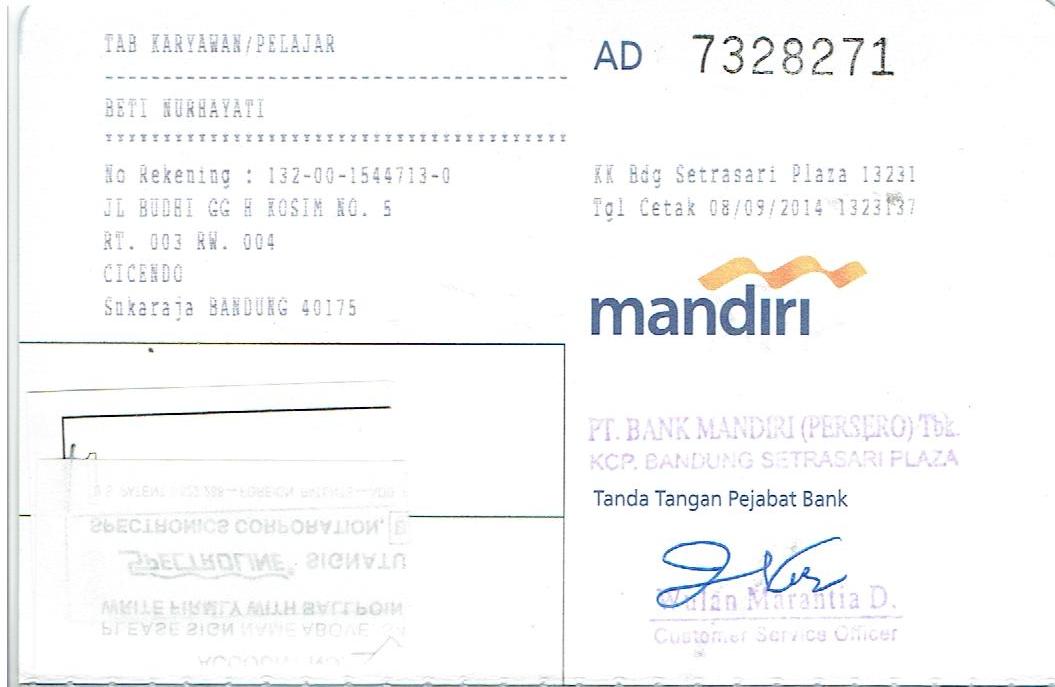 TAB KARYAWAN/PELAJAR
BETI NURHAYATI
No Rekening : 132-00-1544713-0
JL BUDHI GG H KOSIM NO. 5
RT. 003 RW. 004
CICENDO
Sukaraja BANDUNG 40175
AD 7328271
KK Bdg Setrasari Plaza 13231
Tgl Cetak 08/09/2014 1323137
mandiri
PT. BANK MANDIRI (PERSERO) Tbk.
KCP. BANDUNG SETRASARI PLAZA
Tanda Tangan Pejabat Bank
Wulan Marantia D.
Customer Service Officer
ACCOUNT NO.
PLEASE SIGN NAME ABOVE
WRITE FIRMLY WITH BALLPOIN
SPECTROLINE SIGNATU
SPECTRONICS CORPORATION,